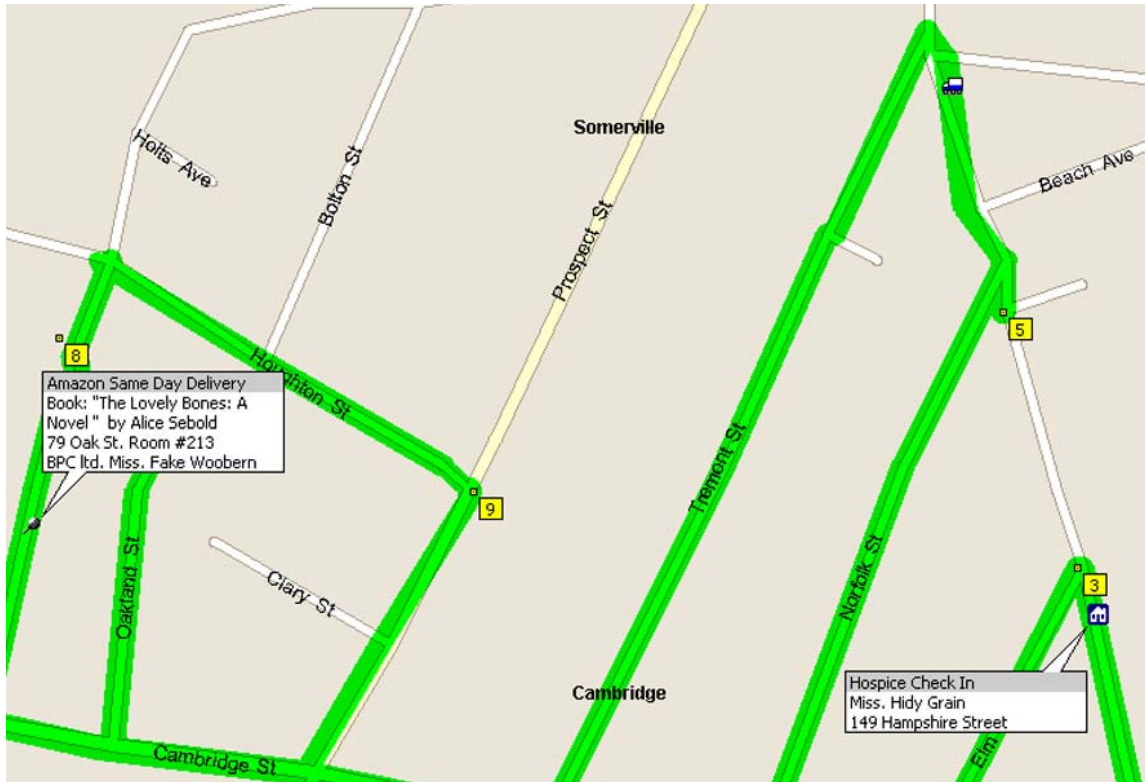 Somerville
Holts Ave
Bolton St
Prospect St
Beach Ave
5
8
Houghton St
Amazon Same Day Delivery
Book: "The Lovely Bones: A
Novel " by Alice Sebold
79 Oak St. Room #213
BPC ltd. Miss. Fake Woobern
Tremont St
9
Oakland St
Clary St
Norfolk St
3
Cambridge
Hospice Check In
Miss. Hidy Grain
149 Hampshire Street
Elm
Cambridge St